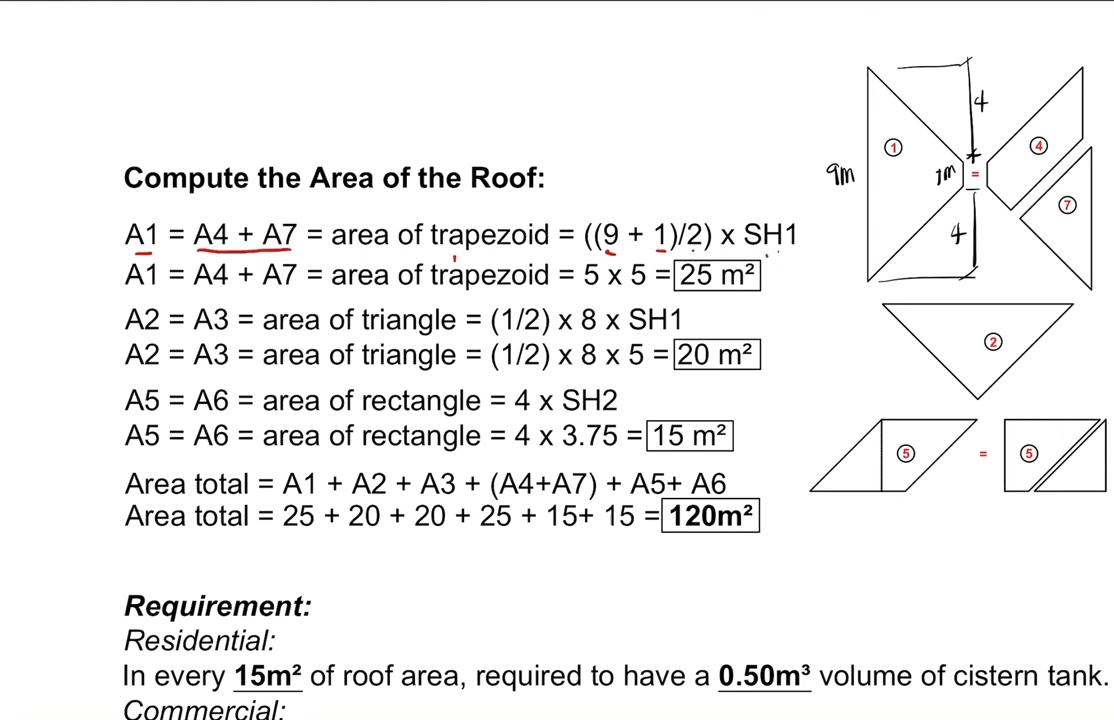 Compute the Area of the Roof:
A1 = A4 + A7 = area of trapezoid = ((9 + 1)/2) x SH1
A1 = A4 + A7 = area of trapezoid = 5 x 5 = 25 m²
A2 = A3 = area of triangle = (1/2) x 8 x SH1
A2 = A3 = area of triangle = (1/2) x 8 x 5 = 20 m²
A5 = A6 = area of rectangle = 4 x SH2
A5 = A6 = area of rectangle = 4 x 3.75 = 15 m²
Area total = A1 + A2 + A3 + (A4+A7) + A5+ A6
Area total = 25 + 20 + 20 + 25 + 15+ 15 = 120m²
Requirement:
Residential:
In every 15m² of roof area, required to have a 0.50m³ volume of cistern tank.
Commercial:
4
1
4
9m
1m
=
7
4
2
5
=
5